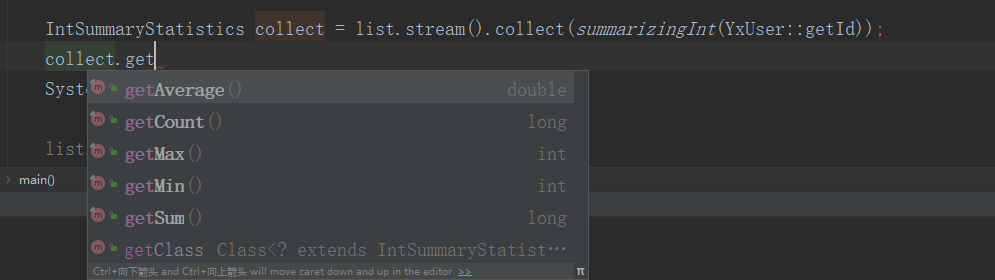 IntSummaryStatistics collect = list.stream().collect(summarizingInt(YxUser::getId));
collect.get
Syst
getAverage() double
getCount() long
list
getMax() int
main()
getMin() int
getSum() long
getClass Class<? extends IntSummaryStatist…
Ctrl+向下箭头 and Ctrl+向上箭头 will move caret down and up in the editor >> π